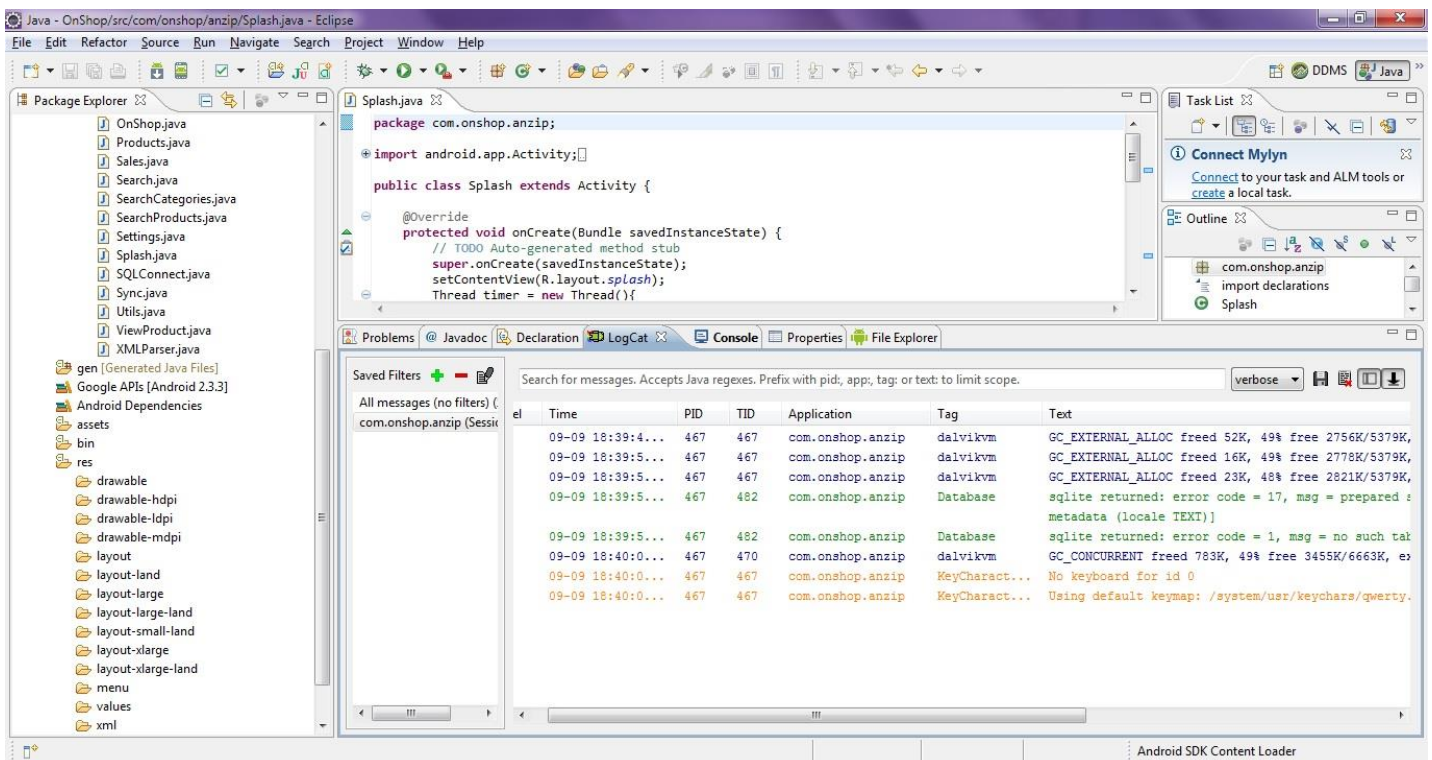 Java - OnShop/src/com/onshop/anzip/Splash.java - Eclipse
File Edit Refactor Source Run Navigate Search Project Window Help
DDMS Java
Package Explorer
OnShop.java
Products.java
Sales.java
Search.java
SearchCategories.java
SearchProducts.java
Settings.java
Splash.java
SQLConnect.java
Sync.java
Utils.java
ViewProduct.java
XMLParser.java
gen [Generated Java Files]
Google APIs [Android 2.3.3]
Android Dependencies
assets
bin
res
drawable
drawable-hdpi
drawable-ldpi
drawable-mdpi
layout
layout-land
layout-large
layout-large-land
layout-small-land
layout-xlarge
layout-xlarge-land
menu
values
xml
Splash.java
package com.onshop.anzip;
import android.app.Activity;
public class Splash extends Activity {
@Override
protected void onCreate(Bundle savedInstanceState) {
// TODO Auto-generated method stub
super.onCreate(savedInstanceState);
setContentView(R.layout.splash);
Thread timer = new Thread(){
Task List
Connect Mylyn
Connect to your task and ALM tools or
create a local task.
Outline
com.onshop.anzip
import declarations
Splash
Problems @ Javadoc Declaration LogCat Console Properties File Explorer
Saved Filters
All messages (no filters) (
com.onshop.anzip (Sessic
Search for messages. Accepts Java regexes. Prefix with pid:, app:, tag: or text: to limit scope.
verbose
el Time PID TID Application Tag Text
09-09 18:39:4... 467 467 com.onshop.anzip dalvikvm GC_EXTERNAL_ALLOC freed 52K, 49% free 2756K/5379K,
09-09 18:39:5... 467 467 com.onshop.anzip dalvikvm GC_EXTERNAL_ALLOC freed 16K, 49% free 2778K/5379K,
09-09 18:39:5... 467 467 com.onshop.anzip dalvikvm GC_EXTERNAL_ALLOC freed 23K, 48% free 2821K/5379K,
09-09 18:39:5... 467 482 com.onshop.anzip Database sqlite returned: error code = 17, msg = prepared s
metadata (locale TEXT)]
09-09 18:39:5... 467 482 com.onshop.anzip Database sqlite returned: error code = 1, msg = no such tab
09-09 18:40:0... 467 470 com.onshop.anzip dalvikvm GC_CONCURRENT freed 783K, 49% free 3455K/6663K, ex
09-09 18:40:0... 467 467 com.onshop.anzip KeyCharact... No keyboard for id 0
09-09 18:40:0... 467 467 com.onshop.anzip KeyCharact... Using default keymap: /system/usr/keychars/qwerty.
Android SDK Content Loader